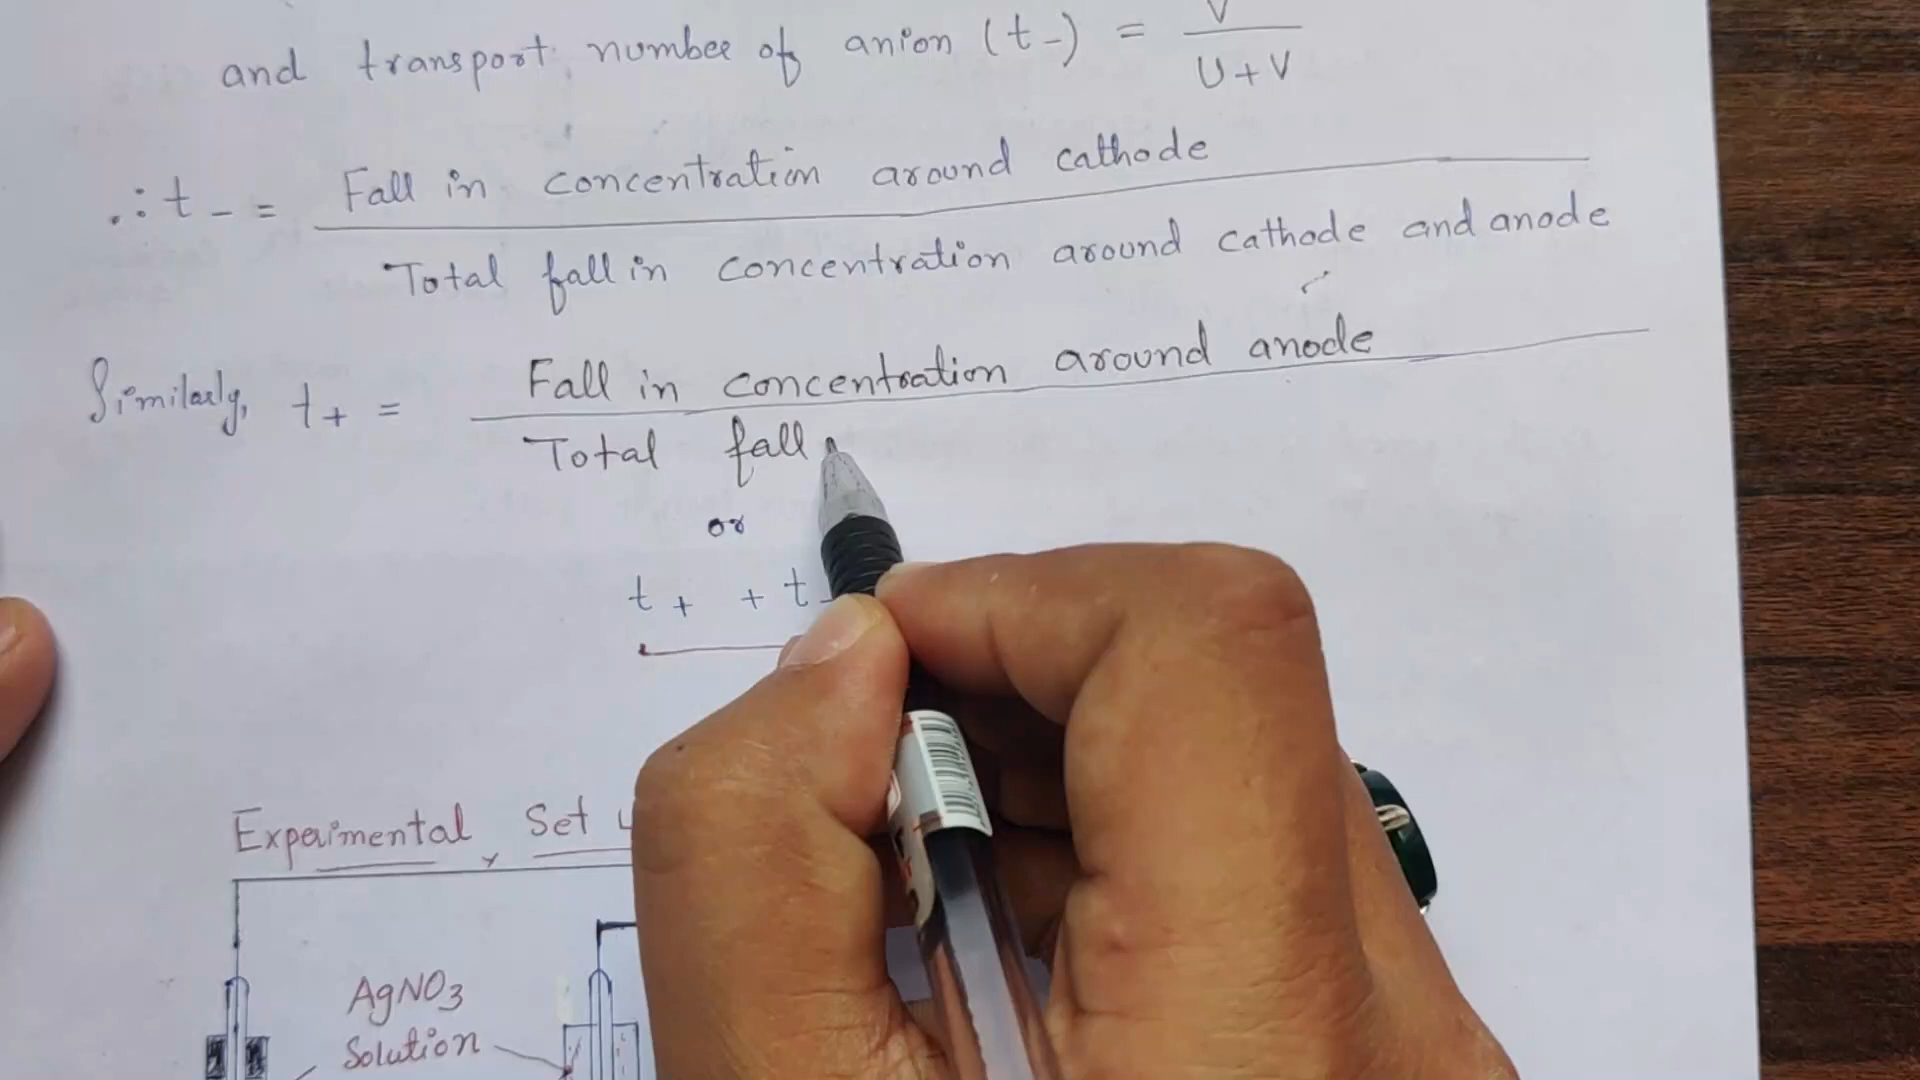 and transport number of anion (t-) = V / U+V
∴ t- = Fall in concentration around cathode
Total fall in concentration around cathode and anode
Similarly, t+ = Fall in concentration around anode
Total fall
or
t+ + t-
Experimental Set
AgNO3
Solution